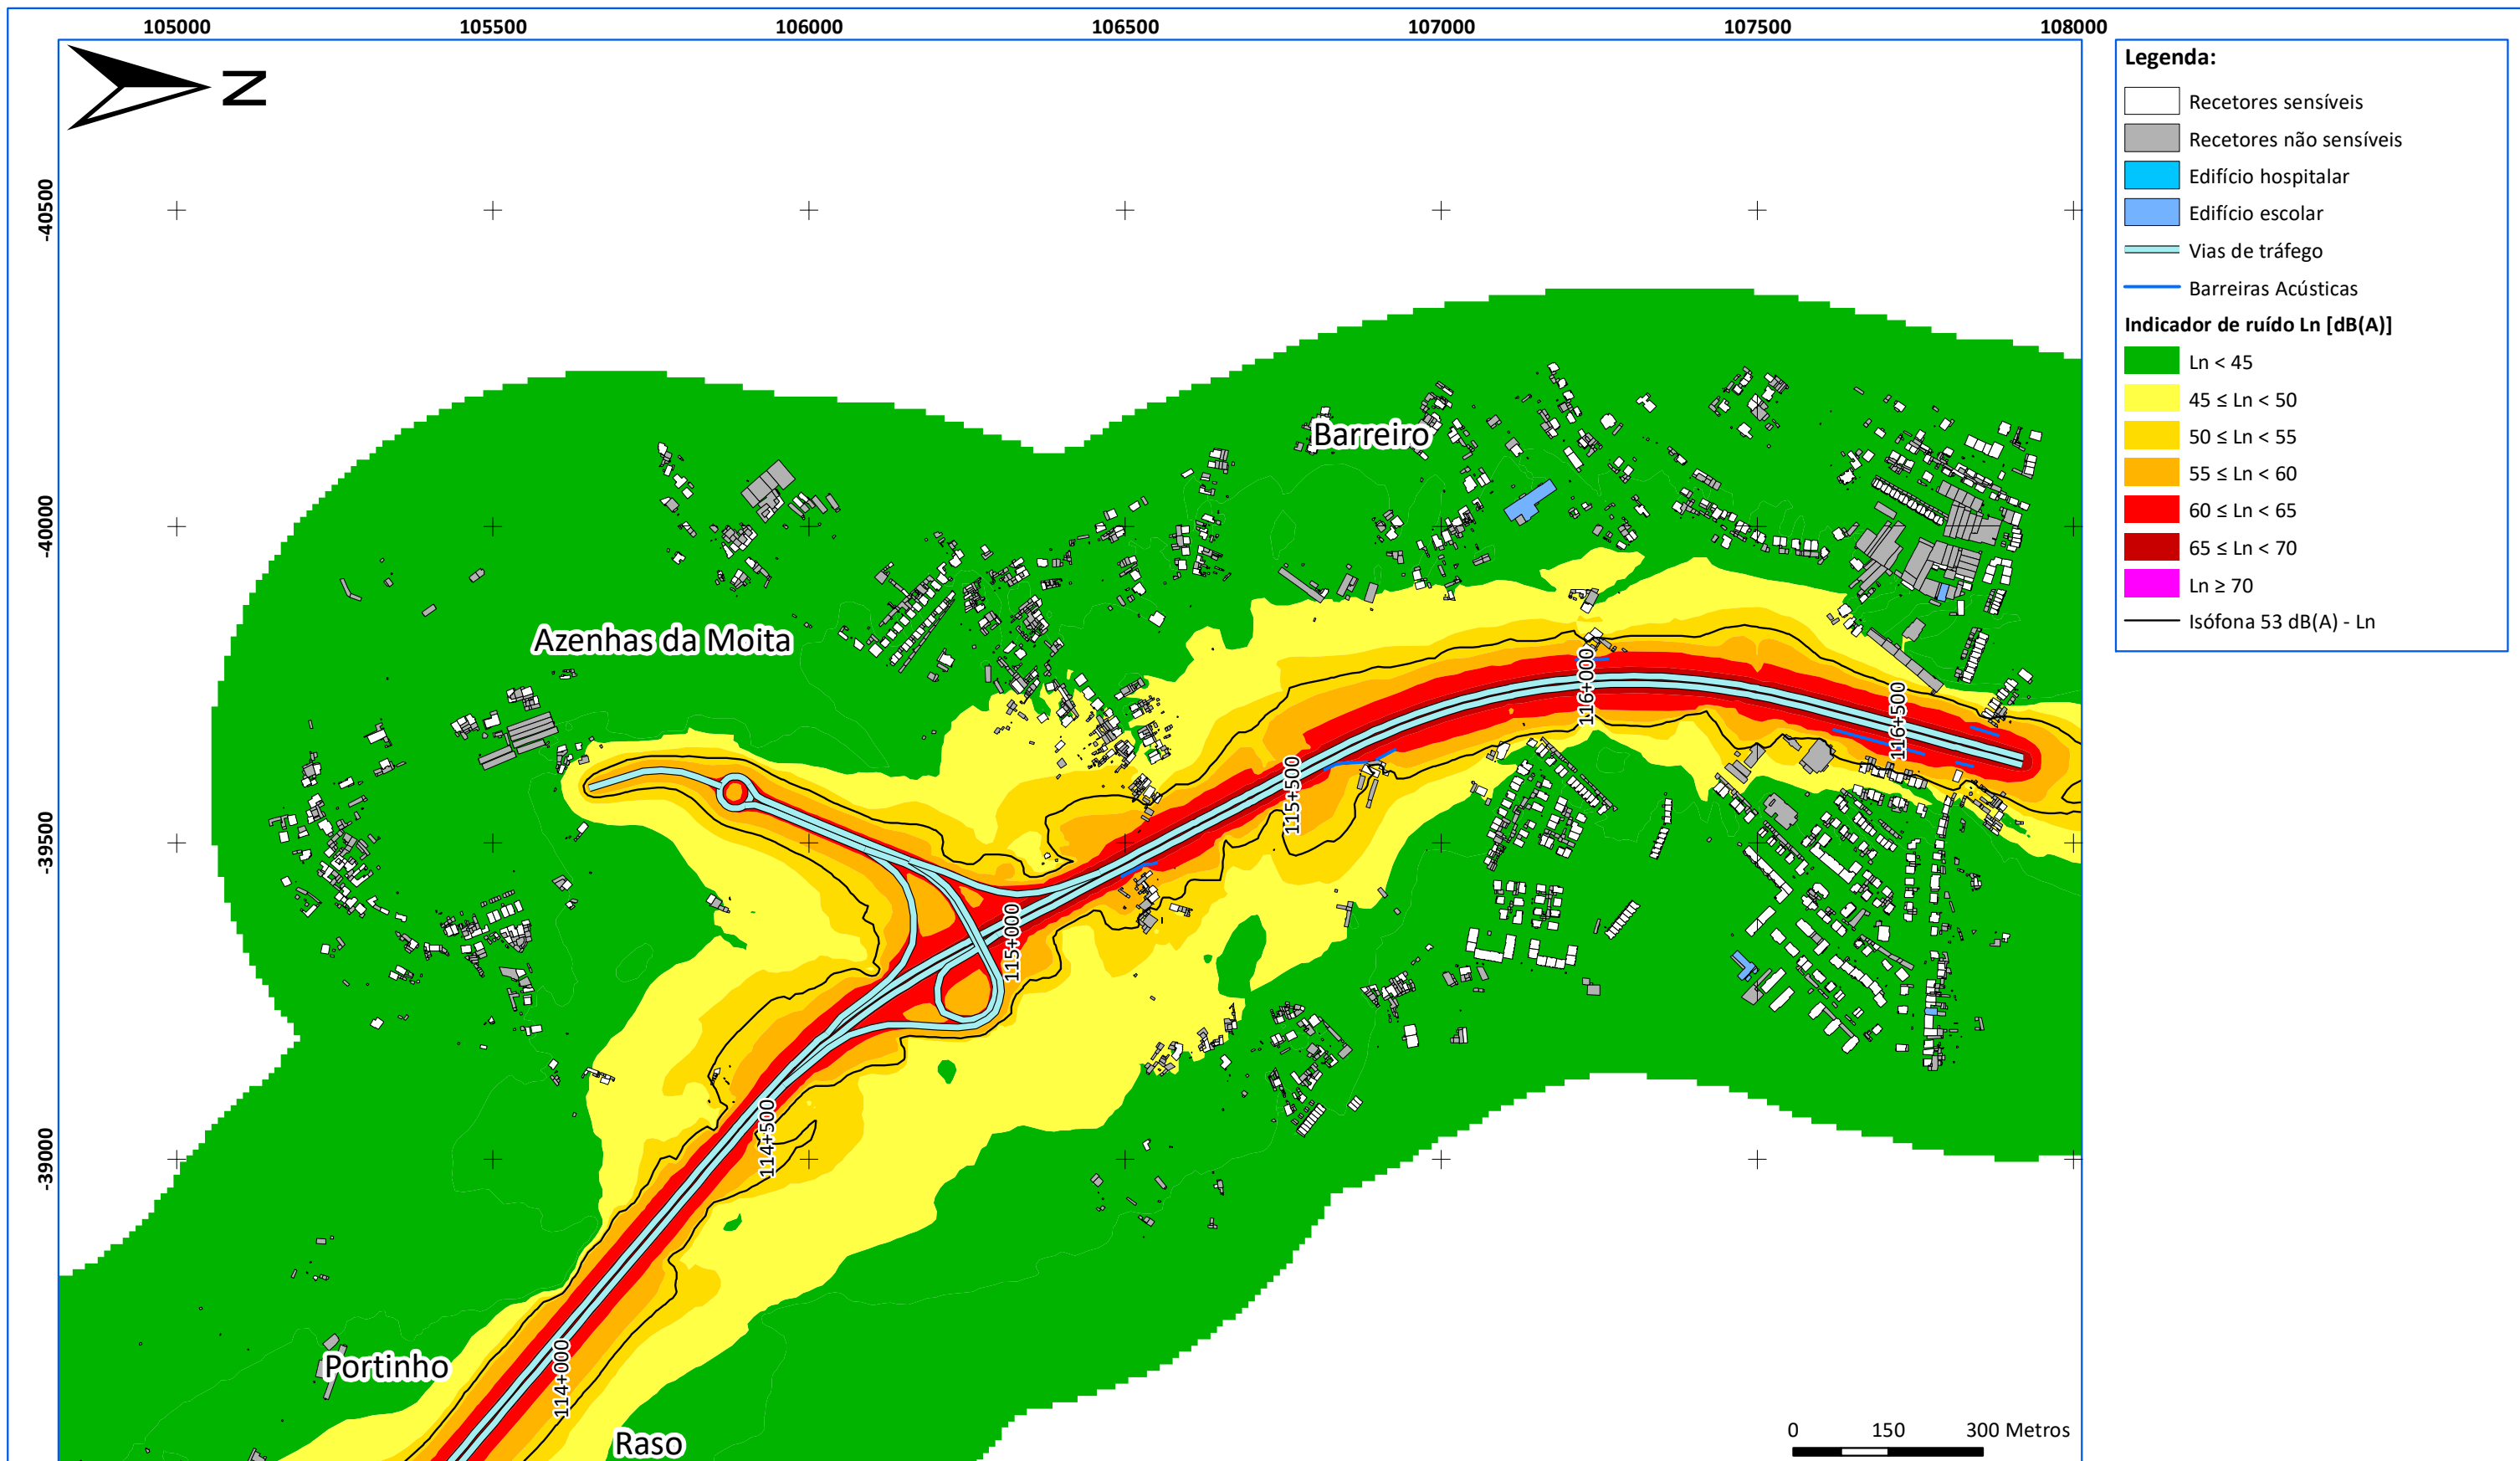 105000 105500 106000 106500 107000 107500 108000
N
-40500
-40000
-39500
-39000
Barreiro
Azenhas da Moita
Portinho
Raso
116+000
116+500
115+500
115+000
114+500
114+000
0 150 300 Metros
Legenda:
Recetores sensíveis
Recetores não sensíveis
Edifício hospitalar
Edifício escolar
Vias de tráfego
Barreiras Acústicas
Indicador de ruído Ln [dB(A)]
Ln < 45
45 ≤ Ln < 50
50 ≤ Ln < 55
55 ≤ Ln < 60
60 ≤ Ln < 65
65 ≤ Ln < 70
Ln ≥ 70
Isófona 53 dB(A) - Ln